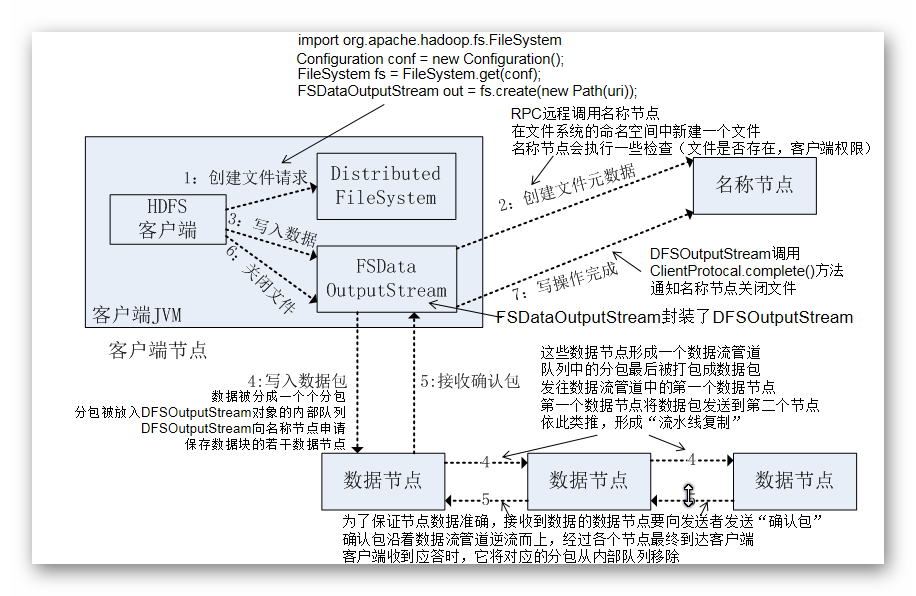 import org.apache.hadoop.fs.FileSystem
Configuration conf = new Configuration();
FileSystem fs = FileSystem.get(conf);
FSDataOutputStream out = fs.create(new Path(uri));
RPC远程调用名称节点
在文件系统的命名空间中新建一个文件
名称节点会执行一些检查（文件是否存在，客户端权限）
1：创建文件请求
Distributed
FileSystem
2：创建文件元数据
名称节点
HDFS
客户端
3：写入数据
6：关闭文件
FSData
OutputStream
7：写操作完成
DFSOutputStream调用
ClientProtocal.complete()方法
通知名称节点关闭文件
客户端JVM
FSDataOutputStream封装了DFSOutputStream
客户端节点
4:写入数据包
数据被分成一个个分包
分包被放入DFSOutputStream对象的内部队列
DFSOutputStream向名称节点申请
保存数据块的若干数据节点
5:接收确认包
这些数据节点形成一个数据流管道
队列中的分包最后被打包成数据包
发往数据流管道中的第一个数据节点
第一个数据节点将数据包发送到第二个节点
依此类推，形成“流水线复制”
数据节点
4
5
数据节点
4
数据节点
为了保证节点数据准确，接收到数据的数据节点要向发送者发送“确认包”
确认包沿着数据流管道逆流而上，经过各个节点最终到达客户端
客户端收到应答时，它将对应的分包从内部队列移除